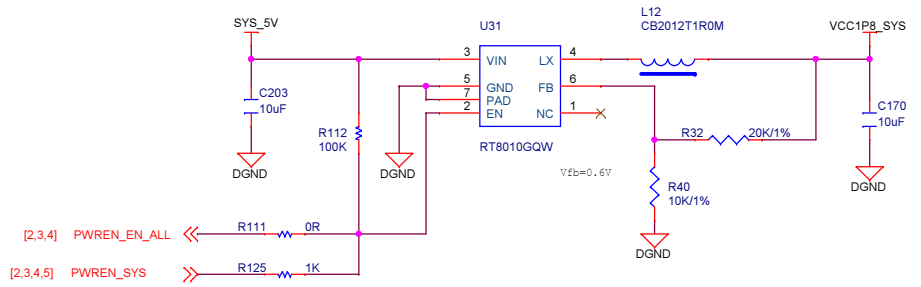 SYS_5V
U31
L12
CB2012T1R0M
VCC1P8_SYS
3 VIN LX 4
5 GND FB 6
7 PAD
2 EN NC 1
C203
10uF
R112
100K
RT8010GQW
Vfb=0.6V
R32 20K/1%
C170
10uF
R40
10K/1%
DGND
DGND
DGND
DGND
[2,3,4] PWREN_EN_ALL R111 0R
[2,3,4,5] PWREN_SYS R125 1K